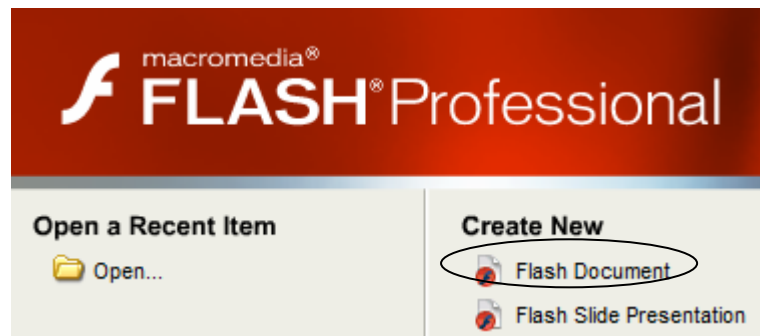 macromedia®
FLASH® Professional
Open a Recent Item
Open...
Create New
Flash Document
Flash Slide Presentation